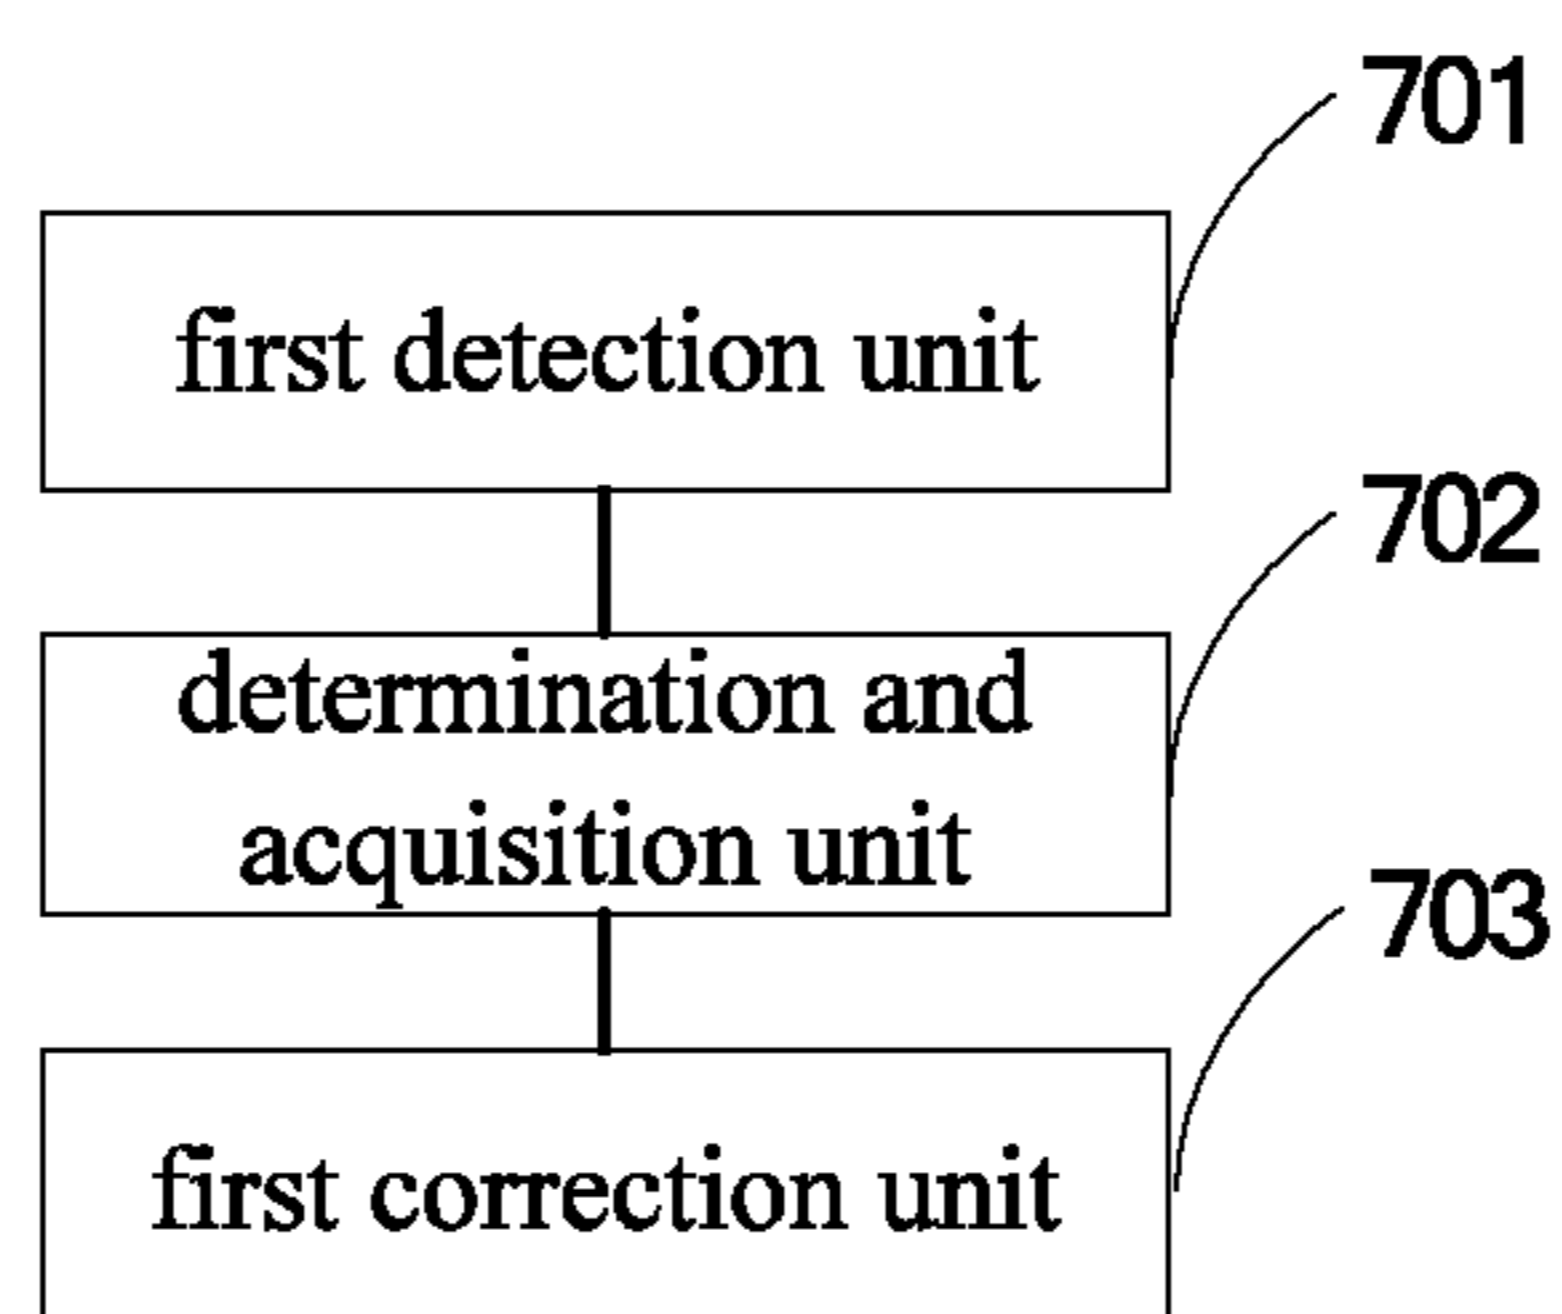 701
first detection unit
702
determination and
acquisition unit
703
first correction unit